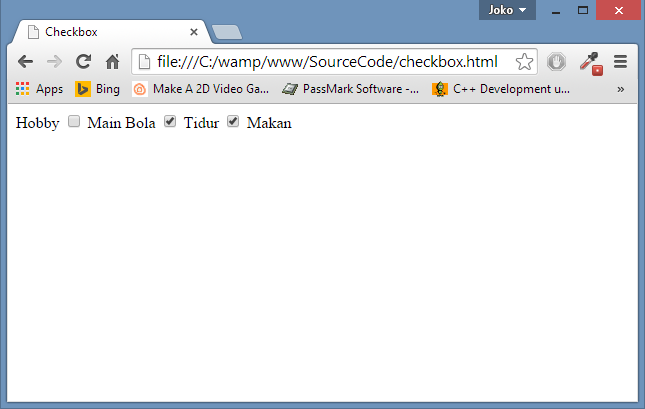 Joko
Checkbox
file:///C:/wamp/www/SourceCode/checkbox.html
Apps Bing Make A 2D Video Ga... PassMark Software -... C++ Development u... »
Hobby Main Bola Tidur Makan